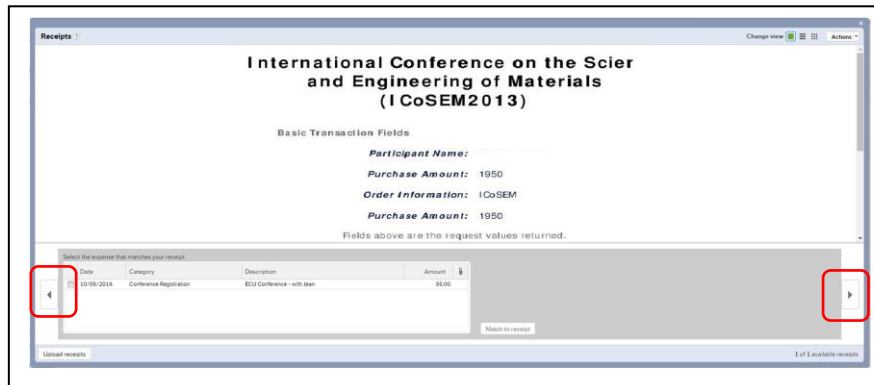 Receipts ?
Change view Actions
International Conference on the Scier
and Engineering of Materials
(ICoSEM2013)
Basic Transaction Fields
Participant Name:
Purchase Amount: 1950
Order Information: ICoSEM
Purchase Amount: 1950
Fields above are the request values returned.
Select the expense that matches your receipt.
Date Category Description Amount
10/05/2016 Conference Registration ECU Conference - with Jean 55.00
Match to receipt
Upload receipts 1 of 1 available receipts